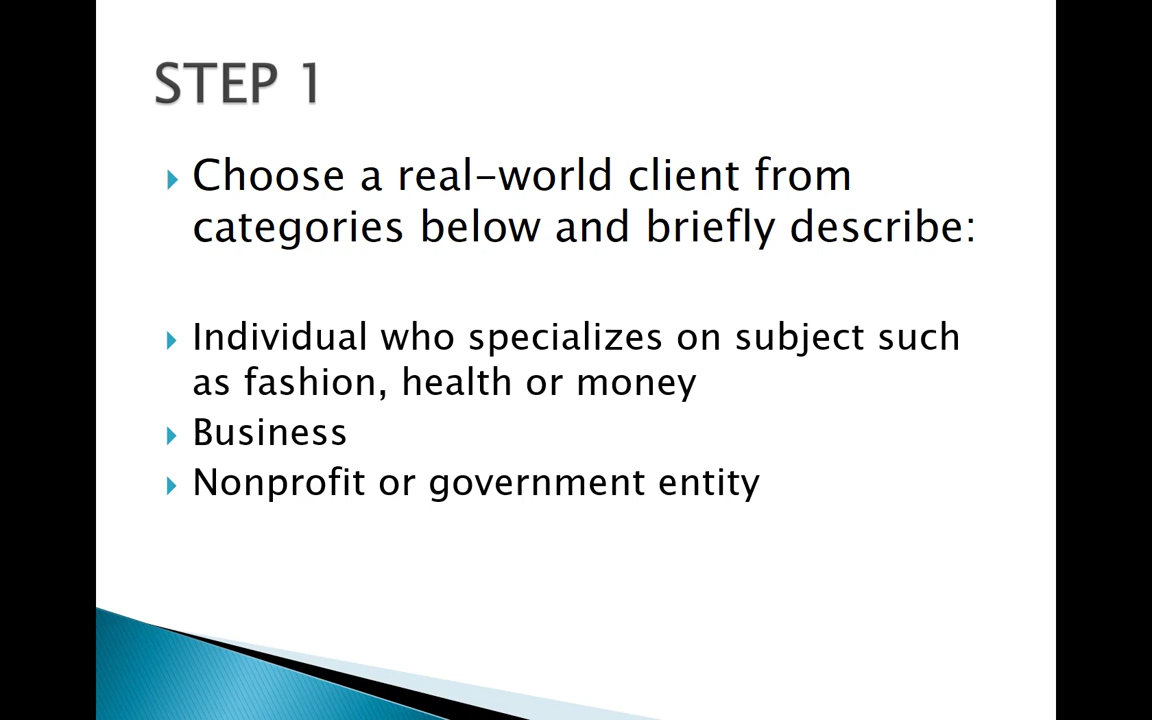 STEP 1
Choose a real-world client from
categories below and briefly describe:
Individual who specializes on subject such
as fashion, health or money
Business
Nonprofit or government entity